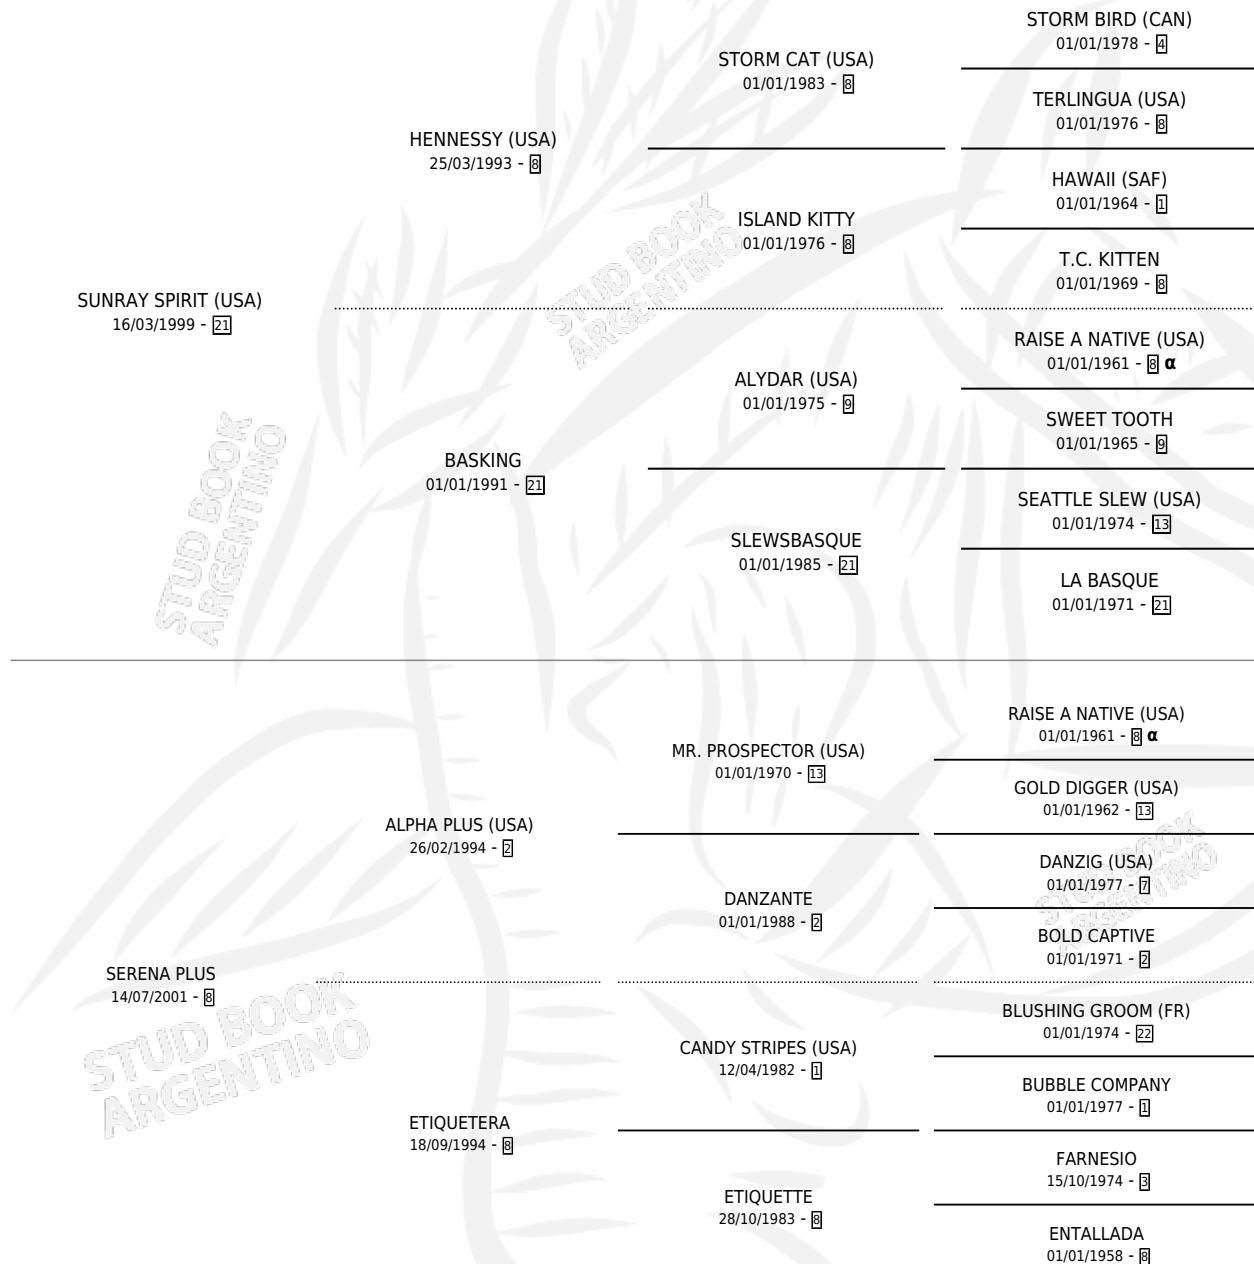 STORM BIRD (CAN)
01/01/1978 - 4
STORM CAT (USA)
01/01/1983 - 8
TERLINGUA (USA)
01/01/1976 - 8
HENNESSY (USA)
25/03/1993 - 8
HAWAII (SAF)
01/01/1964 - 1
ISLAND KITTY
01/01/1976 - 8
T.C. KITTEN
01/01/1969 - 8
SUNRAY SPIRIT (USA)
16/03/1999 - 21
RAISE A NATIVE (USA)
01/01/1961 - 8 α
ALYDAR (USA)
01/01/1975 - 9
SWEET TOOTH
01/01/1965 - 9
BASKING
01/01/1991 - 21
SEATTLE SLEW (USA)
01/01/1974 - 13
SLEWSBASQUE
01/01/1985 - 21
LA BASQUE
01/01/1971 - 21
RAISE A NATIVE (USA)
01/01/1961 - 8 α
MR. PROSPECTOR (USA)
01/01/1970 - 13
GOLD DIGGER (USA)
01/01/1962 - 13
ALPHA PLUS (USA)
26/02/1994 - 2
DANZIG (USA)
01/01/1977 - 7
DANZANTE
01/01/1988 - 2
BOLD CAPTIVE
01/01/1971 - 2
SERENA PLUS
14/07/2001 - 8
BLUSHING GROOM (FR)
01/01/1974 - 22
CANDY STRIPES (USA)
12/04/1982 - 1
BUBBLE COMPANY
01/01/1977 - 1
ETIQUETERA
18/09/1994 - 8
FARNESIO
15/10/1974 - 3
ETIQUETTE
28/10/1983 - 8
ENTALLADA
01/01/1958 - 8
STUD BOOK
ARGENTINO
STUD BOOK
ARGENTINO
STUD BOOK
ARGENTINO
STUD BOOK
ARGENTINO